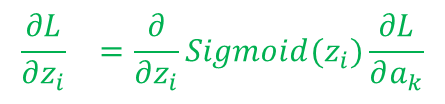 ∂L/∂z_i = ∂/∂z_i Sigmoid(z_i) ∂L/∂a_k